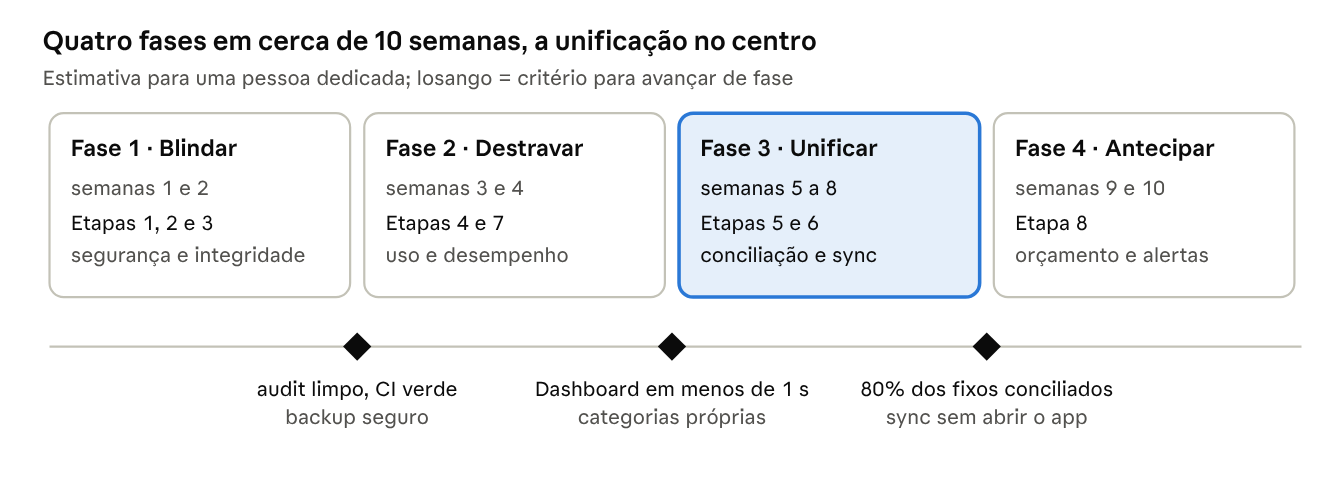 Quatro fases em cerca de 10 semanas, a unificação no centro
Estimativa para uma pessoa dedicada; losango = critério para avançar de fase
Fase 1 · Blindar
semanas 1 e 2
Etapas 1, 2 e 3
segurança e integridade
Fase 2 · Destravar
semanas 3 e 4
Etapas 4 e 7
uso e desempenho
Fase 3 · Unificar
semanas 5 a 8
Etapas 5 e 6
conciliação e sync
Fase 4 · Antecipar
semanas 9 e 10
Etapa 8
orçamento e alertas
audit limpo, CI verde
backup seguro
Dashboard em menos de 1 s
categorias próprias
80% dos fixos conciliados
sync sem abrir o app